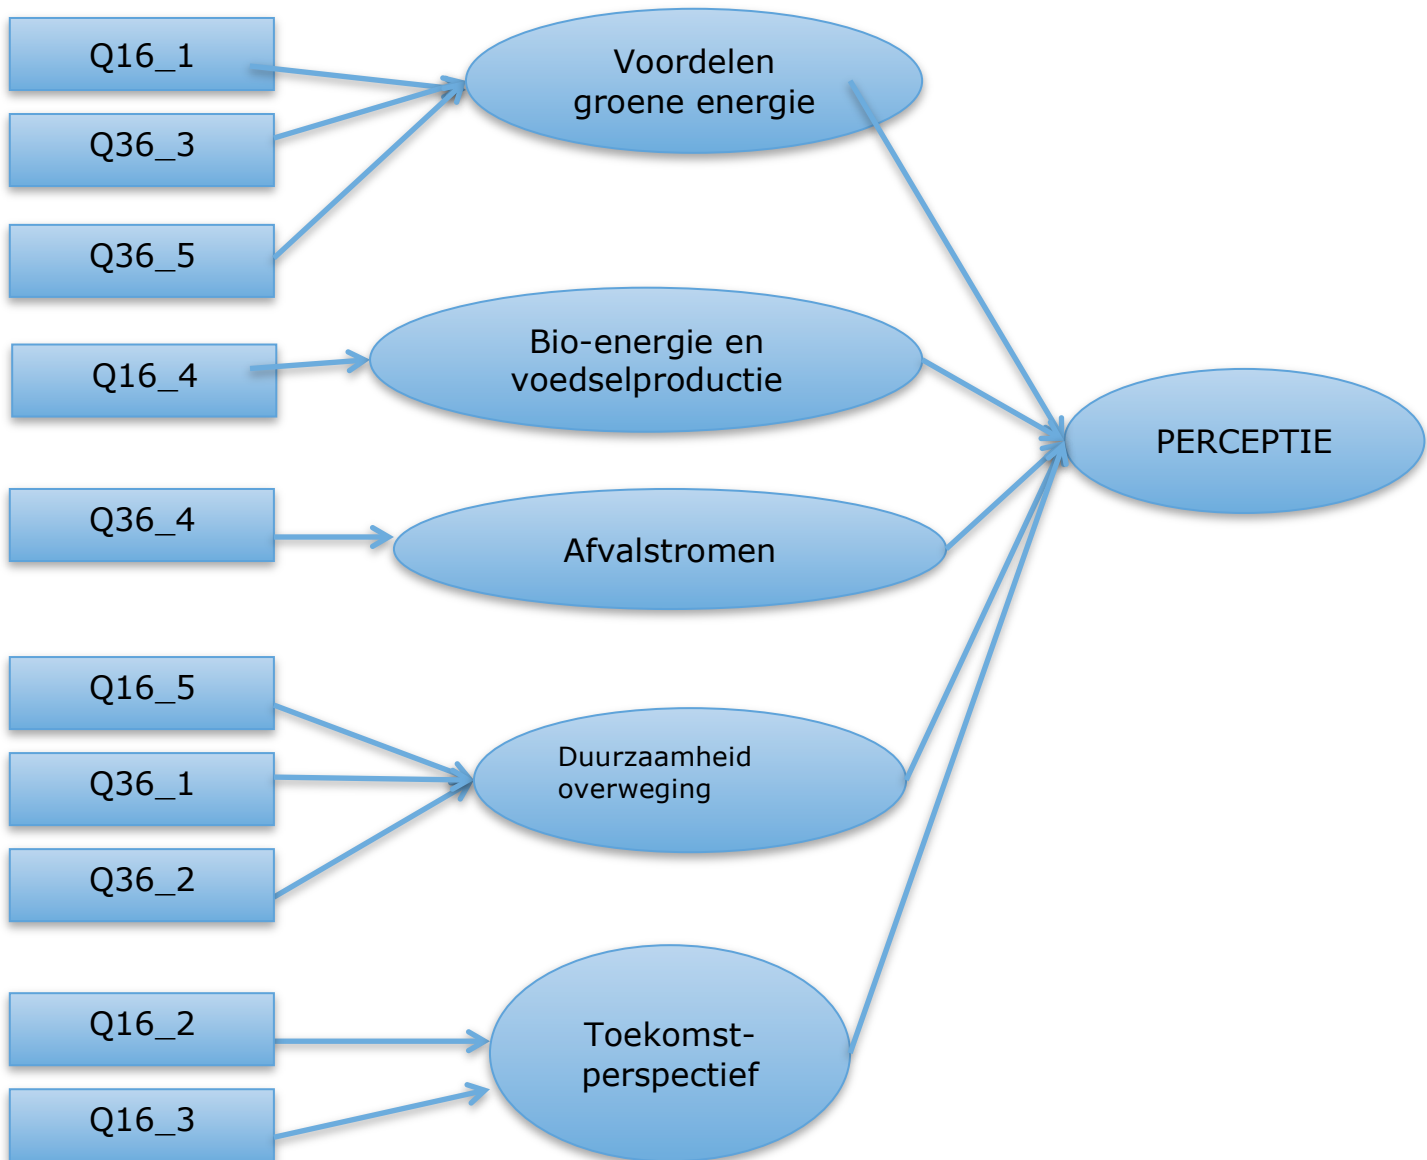 Q16_1
Q36_3
Q36_5
Q16_4
Q36_4
Q16_5
Q36_1
Q36_2
Q16_2
Q16_3
Voordelen
groene energie
Bio-energie en
voedselproductie
Afvalstromen
Duurzaamheid
overweging
Toekomst-
perspectief
PERCEPTIE